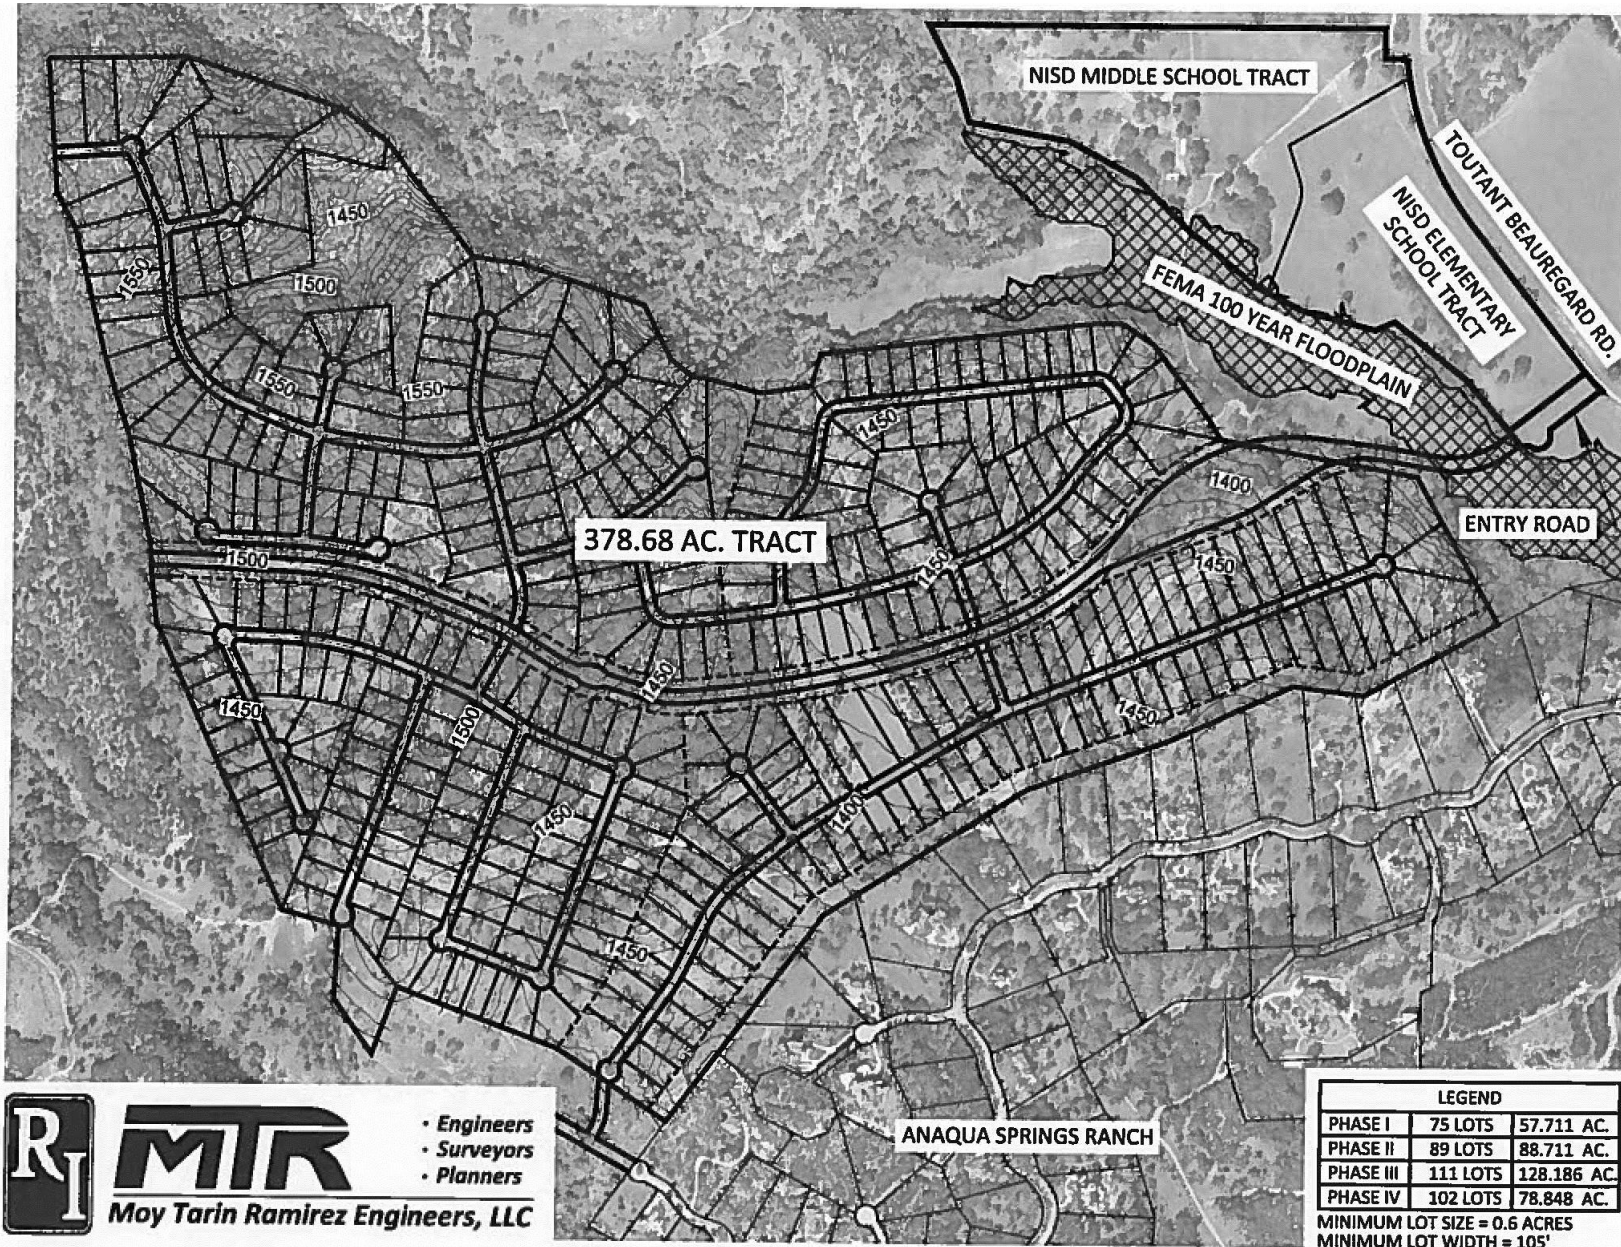 NISD MIDDLE SCHOOL TRACT
TOUTANT BEAUREGARD RD.
NISD ELEMENTARY
SCHOOL TRACT
FEMA 100 YEAR FLOODPLAIN
1450
1550
1500
1550
1550
1450
1400
ENTRY ROAD
378.68 AC. TRACT
1500
1450
1450
1450
1450
1500
1450
1450
1400
1450
ANAQUA SPRINGS RANCH
RI
MTR
• Engineers
• Surveyors
• Planners
Moy Tarin Ramirez Engineers, LLC
LEGEND
PHASE I 75 LOTS 57.711 AC.
PHASE II 89 LOTS 88.711 AC.
PHASE III 111 LOTS 128.186 AC.
PHASE IV 102 LOTS 78.848 AC.
MINIMUM LOT SIZE = 0.6 ACRES
MINIMUM LOT WIDTH = 105'